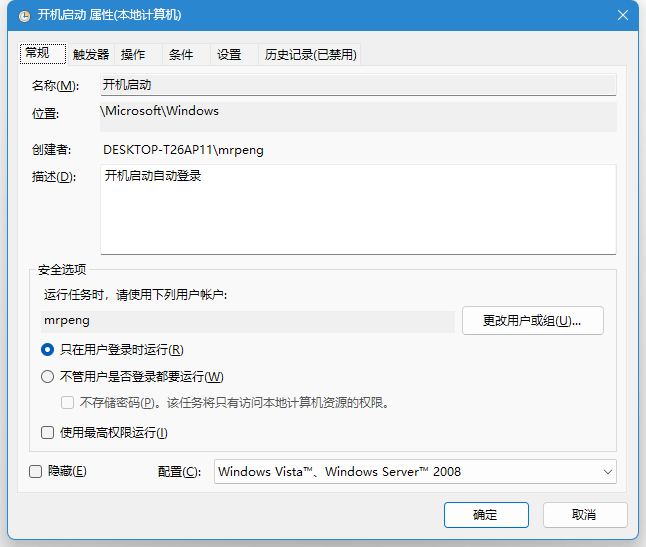 开机启动 属性(本地计算机)
常规 触发器 操作 条件 设置 历史记录(已禁用)
名称(M): 开机启动
位置: \Microsoft\Windows
创建者: DESKTOP-T26AP11\mrpeng
描述(D): 开机启动自动登录
安全选项
运行任务时，请使用下列用户帐户:
mrpeng 更改用户或组(U)...
只在用户登录时运行(R)
不管用户是否登录都要运行(W)
不存储密码(P)。该任务将只有访问本地计算机资源的权限。
使用最高权限运行(I)
隐藏(E) 配置(C): Windows Vista™、Windows Server™ 2008
确定 取消